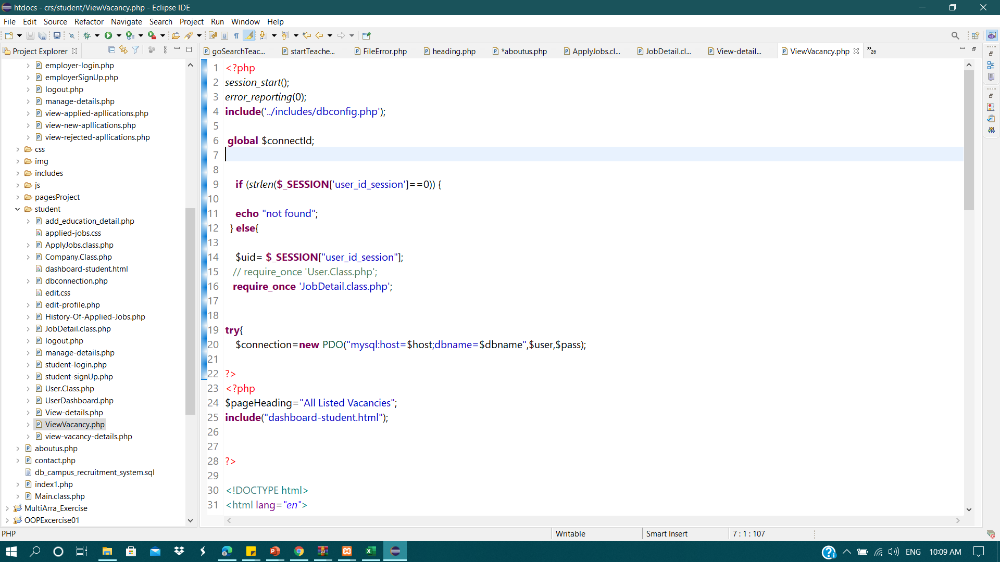 htdocs - crs/student/ViewVacancy.php - Eclipse IDE
File Edit Source Refactor Navigate Search Project Run Window Help
Project Explorer
employer-login.php
employerSignUp.php
logout.php
manage-details.php
view-applied-apllications.php
view-new-apllications.php
view-rejected-apllications.php
css
img
includes
js
pagesProject
student
add_education_detail.php
applied-jobs.css
ApplyJobs.class.php
Company.Class.php
dashboard-student.html
dbconnection.php
edit.css
edit-profile.php
History-Of-Applied-Jobs.php
JobDetail.class.php
logout.php
manage-details.php
student-login.php
student-signUp.php
User.Class.php
UserDashboard.php
View-details.php
ViewVacancy.php
view-vacancy-details.php
aboutus.php
contact.php
db_campus_recruitment_system.sql
index1.php
Main.class.php
MultiArra_Exercise
OOPExcercise01
goSearchTeac... startTeache... FileError.php heading.php *aboutus.php ApplyJobs.cl... JobDetail.cl... View-detail... ViewVacancy.php »26
1 <?php
2 session_start();
3 error_reporting(0);
4 include('../includes/dbconfig.php');
5
6 global $connectId;
7
8
9 if (strlen($_SESSION['user_id_session']==0)) {
10
11 echo "not found";
12 } else{
13
14 $uid= $_SESSION["user_id_session"];
15 // require_once 'User.Class.php';
16 require_once 'JobDetail.class.php';
17
18
19 try{
20 $connection=new PDO("mysql:host=$host;dbname=$dbname",$user,$pass);
21
22 ?>
23 <?php
24 $pageHeading="All Listed Vacancies";
25 include("dashboard-student.html");
26
27
28 ?>
29
30 <!DOCTYPE html>
31 <html lang="en">
PHP Writable Smart Insert 7 : 1 : 107
ENG 10:09 AM